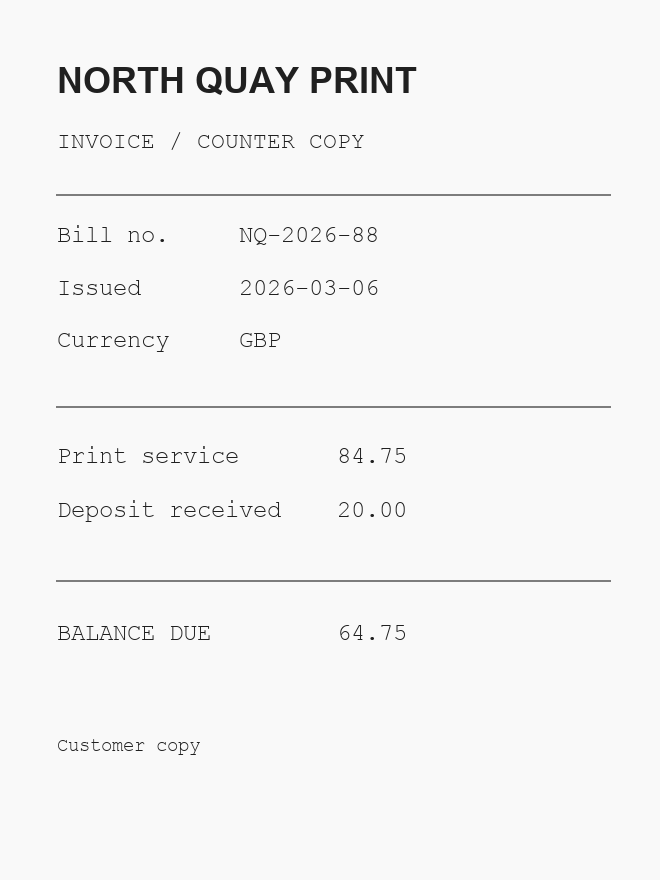 NORTH QUAY PRINT
INVOICE / COUNTER COPY
Bill no. NQ-2026-88
Issued 2026-03-06
Currency GBP
Print service 84.75
Deposit received 20.00
BALANCE DUE 64.75
Customer copy